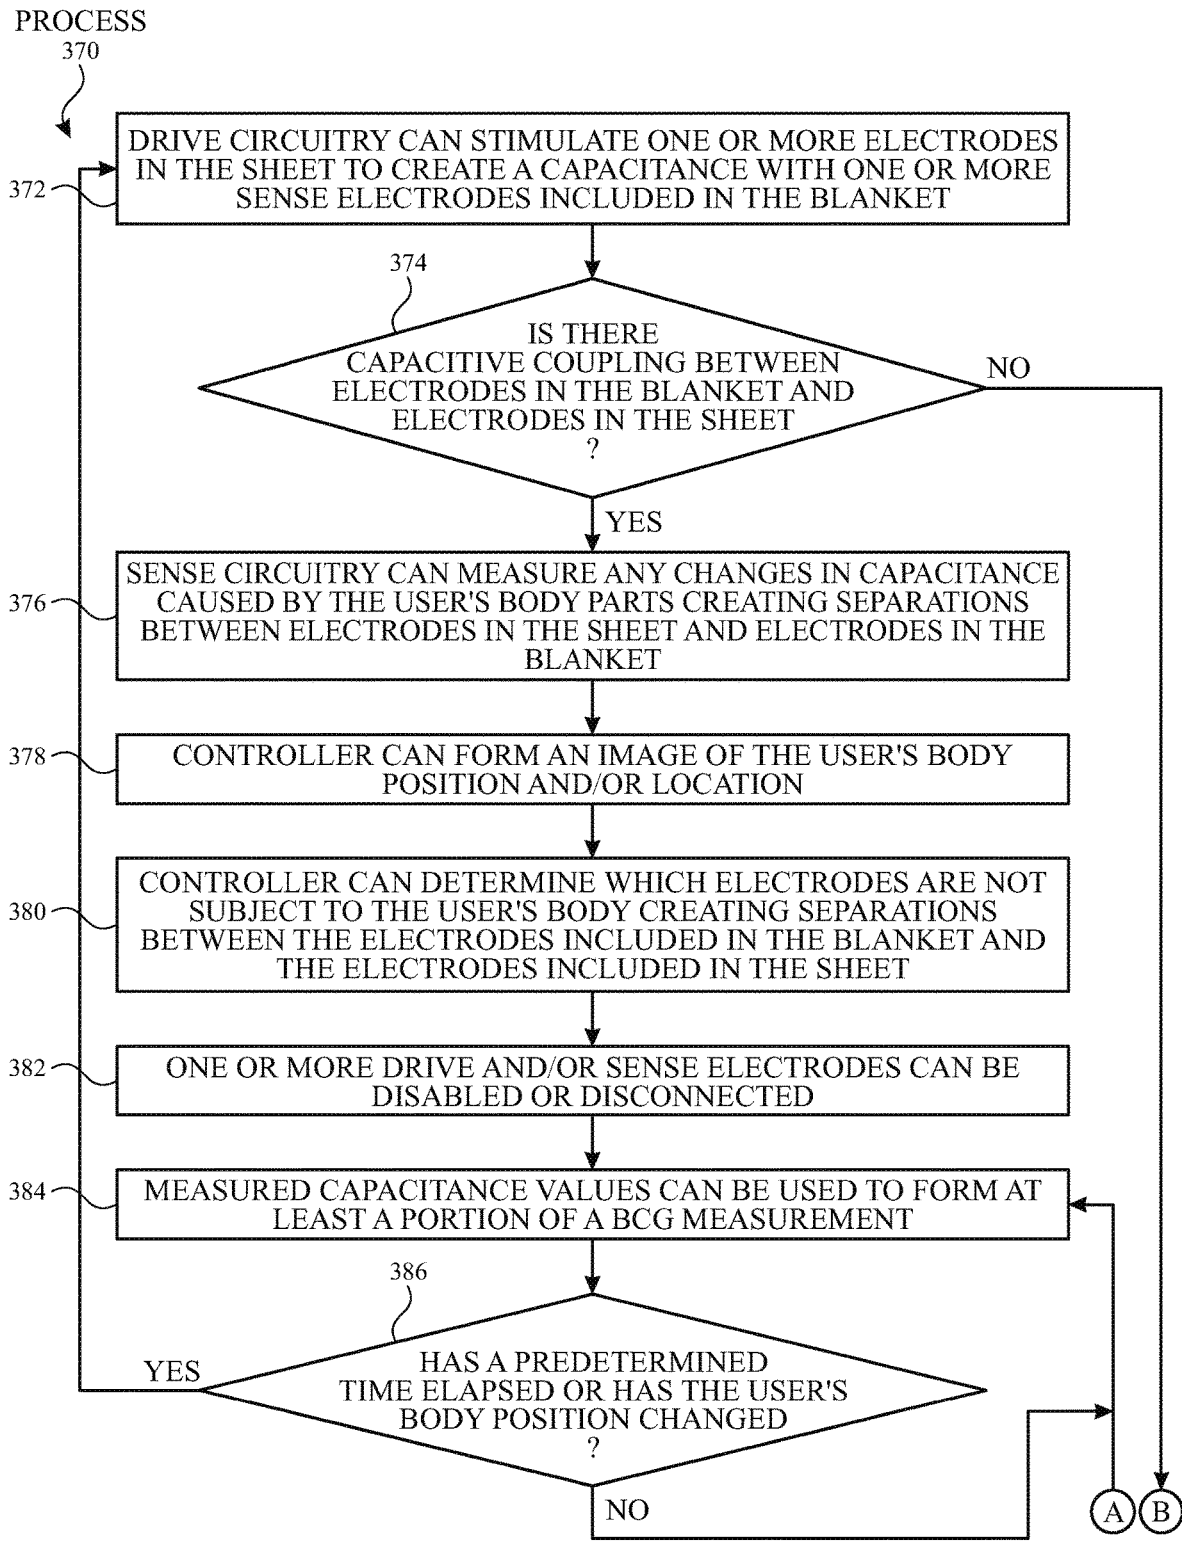 PROCESS
370
372
DRIVE CIRCUITRY CAN STIMULATE ONE OR MORE ELECTRODES
IN THE SHEET TO CREATE A CAPACITANCE WITH ONE OR MORE
SENSE ELECTRODES INCLUDED IN THE BLANKET
374
IS THERE
CAPACITIVE COUPLING BETWEEN
ELECTRODES IN THE BLANKET AND
ELECTRODES IN THE SHEET
?
NO
YES
376
SENSE CIRCUITRY CAN MEASURE ANY CHANGES IN CAPACITANCE
CAUSED BY THE USER'S BODY PARTS CREATING SEPARATIONS
BETWEEN ELECTRODES IN THE SHEET AND ELECTRODES IN THE
BLANKET
378
CONTROLLER CAN FORM AN IMAGE OF THE USER'S BODY
POSITION AND/OR LOCATION
380
CONTROLLER CAN DETERMINE WHICH ELECTRODES ARE NOT
SUBJECT TO THE USER'S BODY CREATING SEPARATIONS
BETWEEN THE ELECTRODES INCLUDED IN THE BLANKET AND
THE ELECTRODES INCLUDED IN THE SHEET
382
ONE OR MORE DRIVE AND/OR SENSE ELECTRODES CAN BE
DISABLED OR DISCONNECTED
384
MEASURED CAPACITANCE VALUES CAN BE USED TO FORM AT
LEAST A PORTION OF A BCG MEASUREMENT
386
YES
HAS A PREDETERMINED
TIME ELAPSED OR HAS THE USER'S
BODY POSITION CHANGED
?
NO
A
B